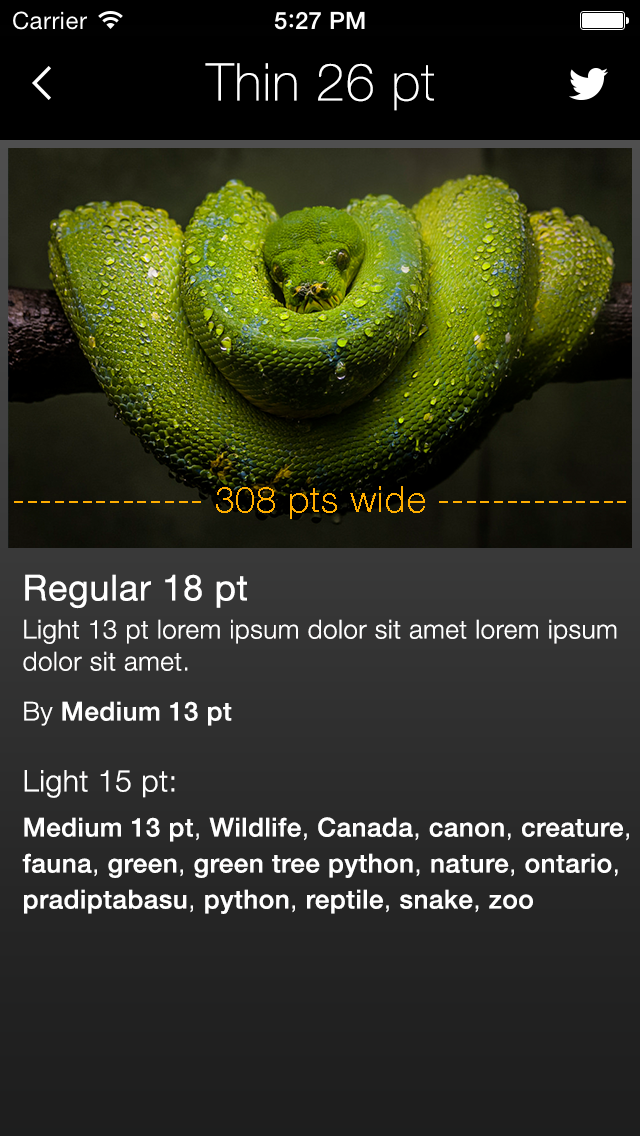 Carrier 5:27 PM
Thin 26 pt
308 pts wide
Regular 18 pt
Light 13 pt lorem ipsum dolor sit amet lorem ipsum
dolor sit amet.
By Medium 13 pt
Light 15 pt:
Medium 13 pt, Wildlife, Canada, canon, creature,
fauna, green, green tree python, nature, ontario,
pradiptabasu, python, reptile, snake, zoo